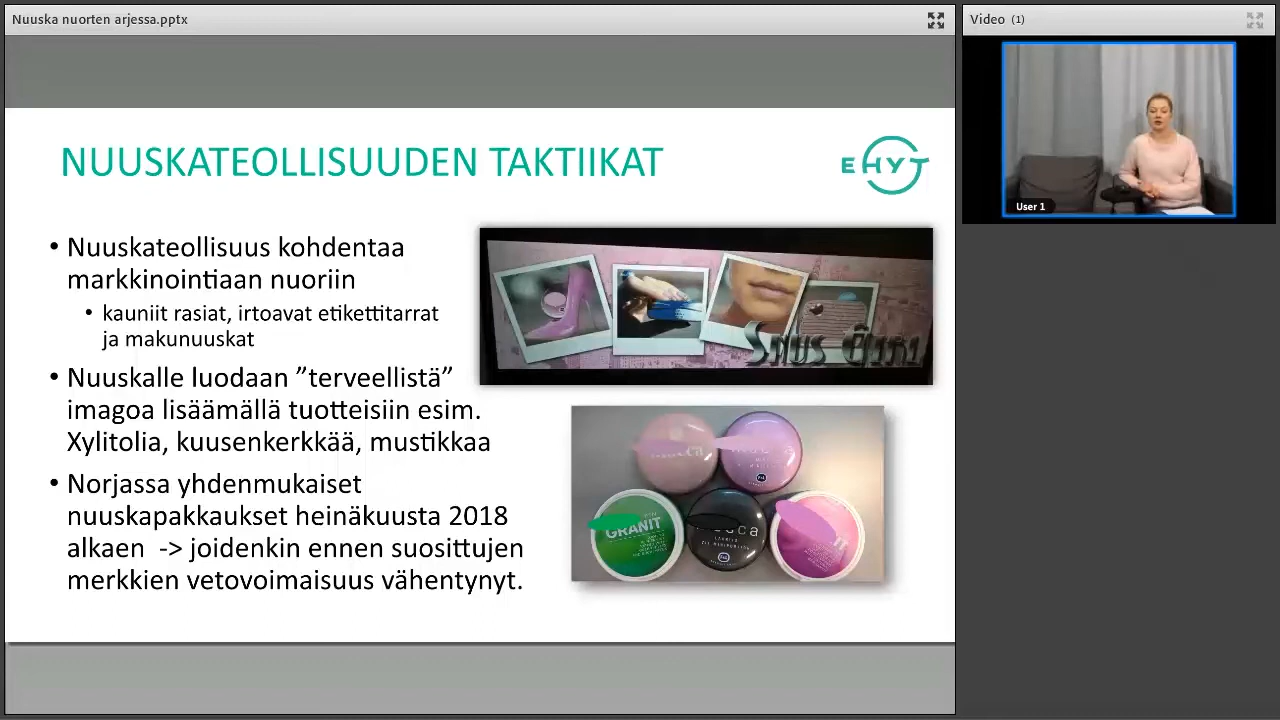 Nuuska nuorten arjessa.pptx
Video (1)
User 1
NUUSKATEOLLISUUDEN TAKTIIKAT
EHYT
• Nuuskateollisuus kohdentaa
markkinointiaan nuoriin
• kauniit rasiat, irtoavat etikettitarrat
ja makunuuskat
• Nuuskalle luodaan ”terveellistä”
imagoa lisäämällä tuotteisiin esim.
Xylitolia, kuusenkerkkää, mustikkaa
• Norjassa yhdenmukaiset
nuuskapakkaukset heinäkuusta 2018
alkaen -> joidenkin ennen suosittujen
merkkien vetovoimaisuus vähentynyt.
Snus Girl
GRANIT